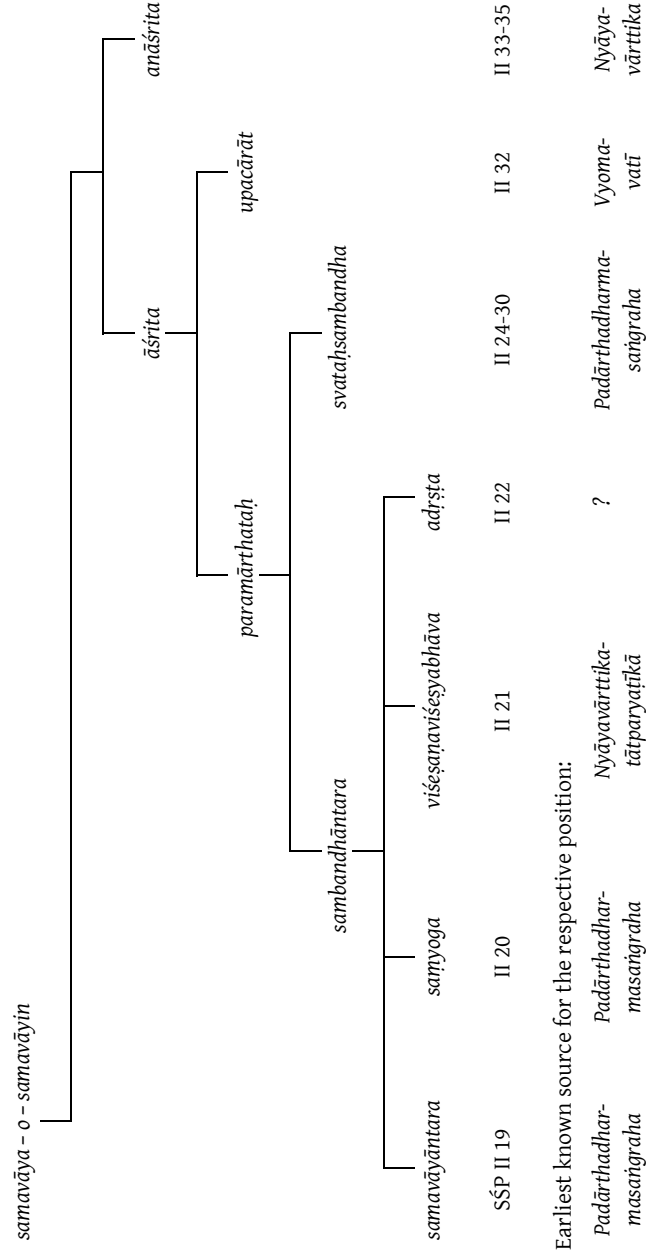 samavāya – o – samavāyin
āśrita
anāśrita
paramārthataḥ
upacārāt
sambandhāntara
svataḥsambandha
samavāyāntara
saṃyoga
viśeṣaṇaviśeṣyabhāva
adṛṣṭa
SŚP II 19
II 20
II 21
II 22
II 24-30
II 32
II 33-35
Earliest known source for the respective position:
Padārthadhar-
masaṅgraha
Padārthadhar-
masaṅgraha
Nyāyavārttika-
tātparyaṭīkā
?
Padārthadharma-
saṅgraha
Vyoma-
vatī
Nyāya-
vārttika